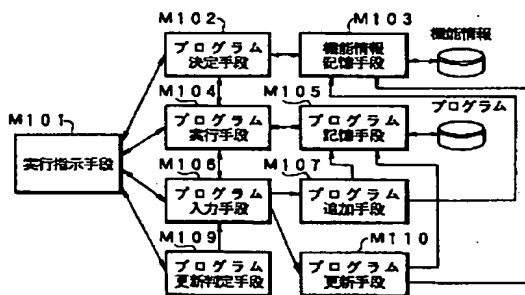 M102
M103
機能情報
プログラム
決定手段
機能情報
記憶手段
M104
M105
プログラム
M101
プログラム
実行手段
プログラム
記憶手段
実行指示手段
M106
M107
プログラム
入力手段
プログラム
追加手段
M109
M110
プログラム
更新判定手段
プログラム
更新手段